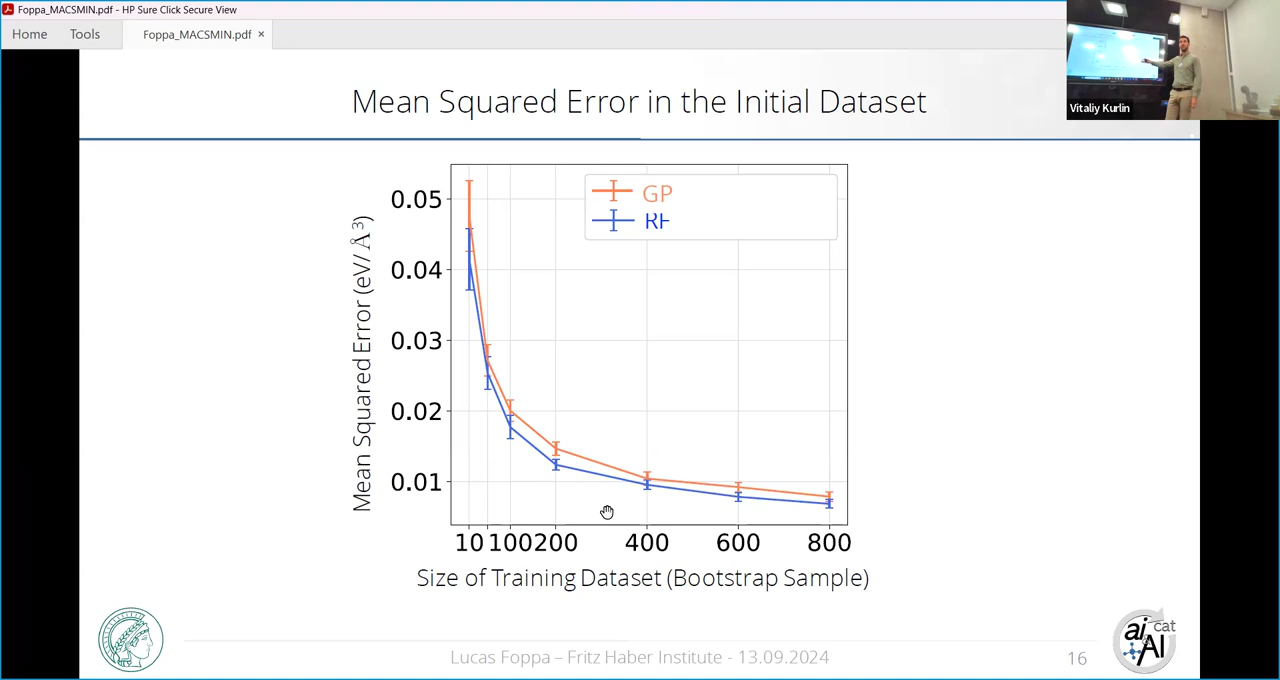 Foppa_MACSMIN.pdf - HP Sure Click Secure View
Home Tools Foppa_MACSMIN.pdf ×
Vitaliy Kurlin
Mean Squared Error in the Initial Dataset
GP
RF
0.05
0.04
0.03
0.02
0.01
Mean Squared Error (eV/ Å ³)
10 100 200 400 600 800
Size of Training Dataset (Bootstrap Sample)
Lucas Foppa – Fritz Haber Institute - 13.09.2024
16
ai cat
AI